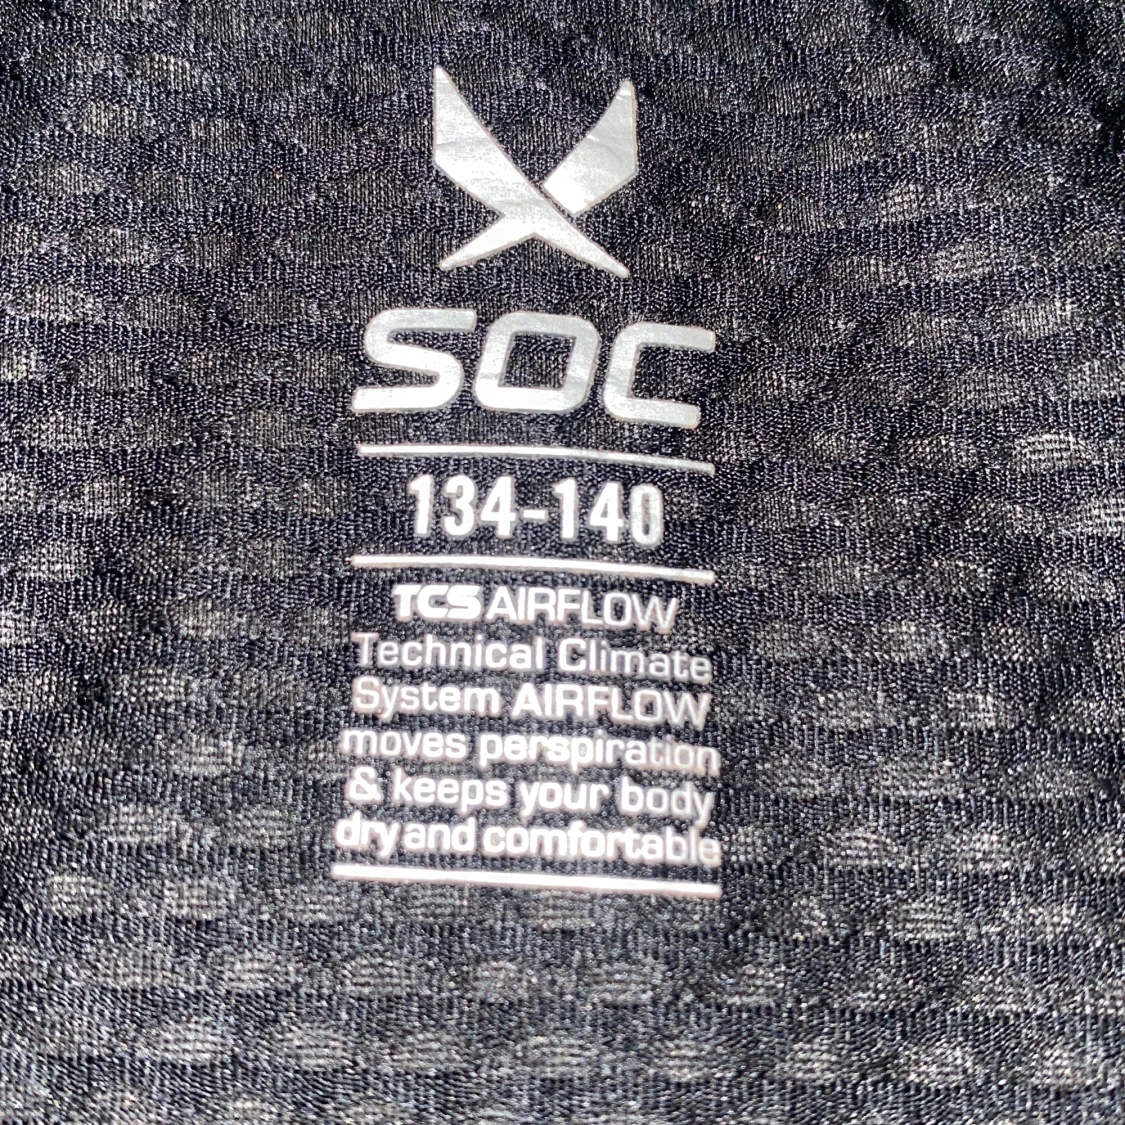 SOC
134-140
TCS AIRFLOW
Technical Climate
System AIRFLOW
moves perspiration
& keeps your body
dry and comfortable